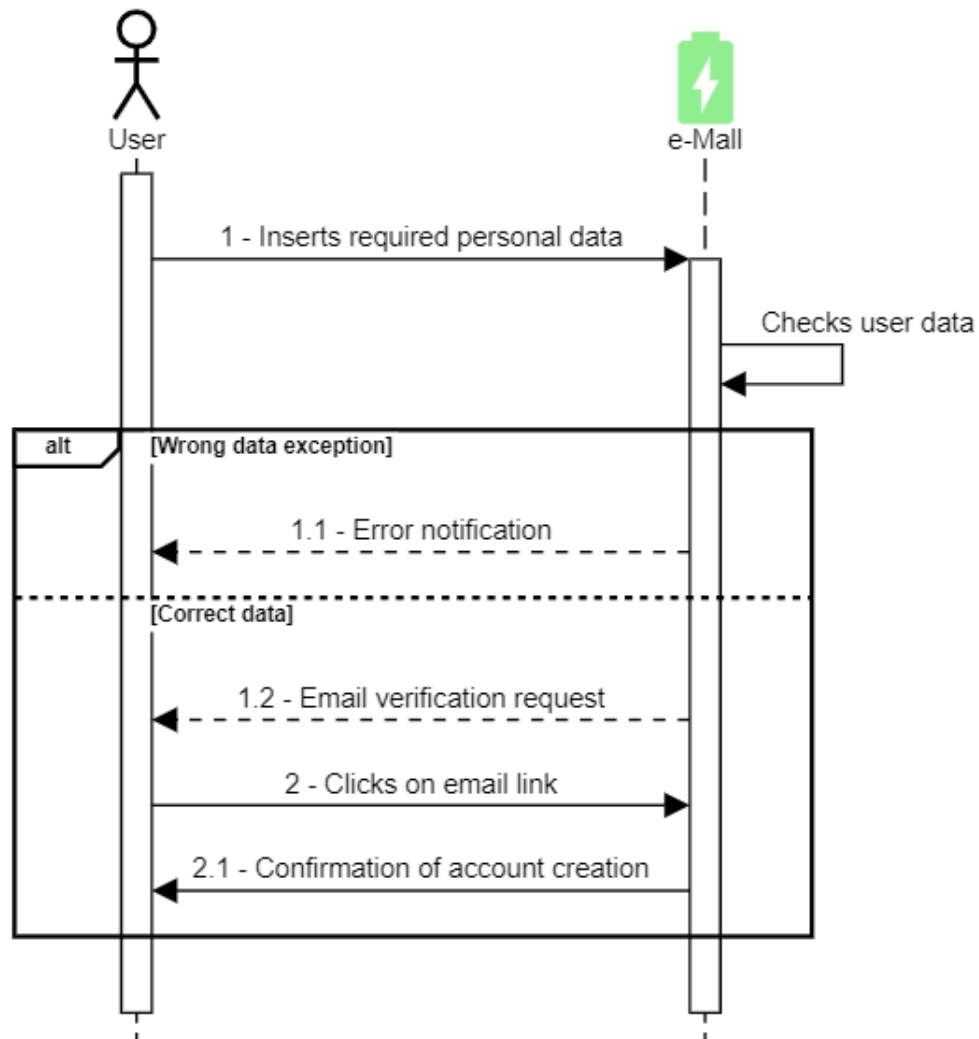 User
e-Mall
1 - Inserts required personal data
Checks user data
alt
[Wrong data exception]
1.1 - Error notification
[Correct data]
1.2 - Email verification request
2 - Clicks on email link
2.1 - Confirmation of account creation